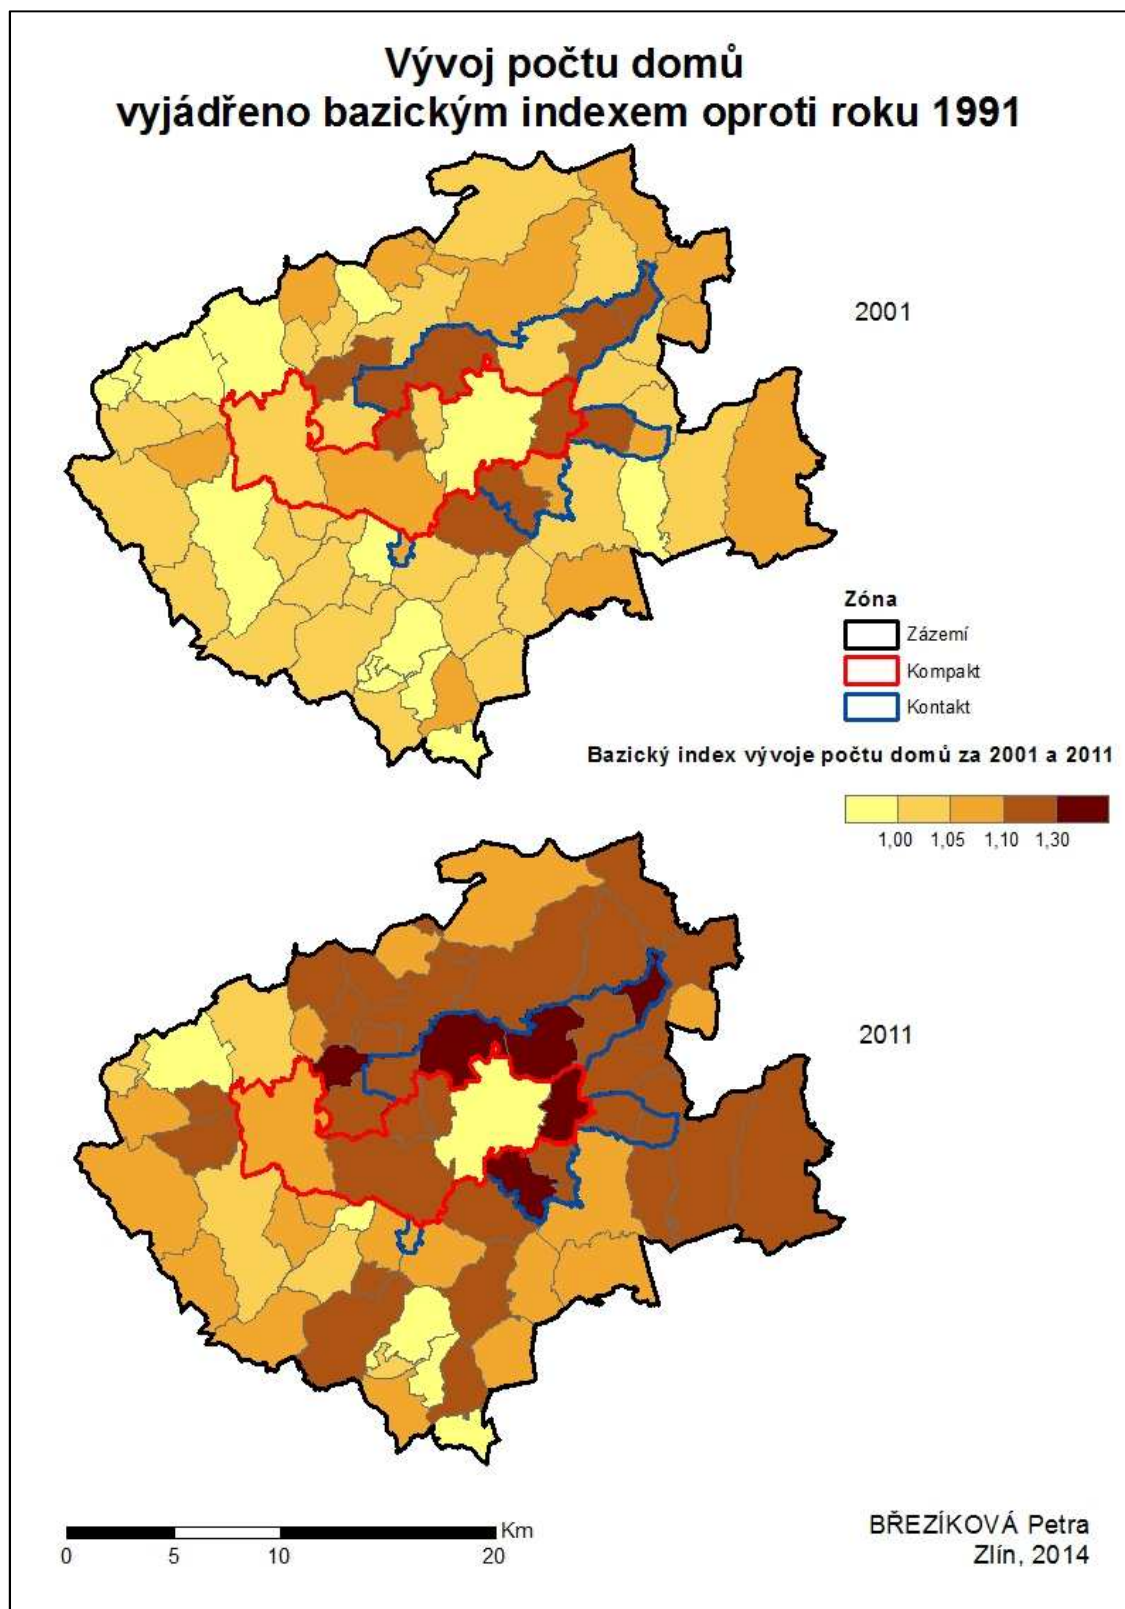 Vývoj počtu domů
vyjádřeno bazickým indexem oproti roku 1991
2001
Zóna
Zázemí
Kompakt
Kontakt
Bazický index vývoje počtu domů za 2001 a 2011
1,00 1,05 1,10 1,30
2011
Km
0 5 10 20
BŘEZÍKOVÁ Petra
Zlín, 2014